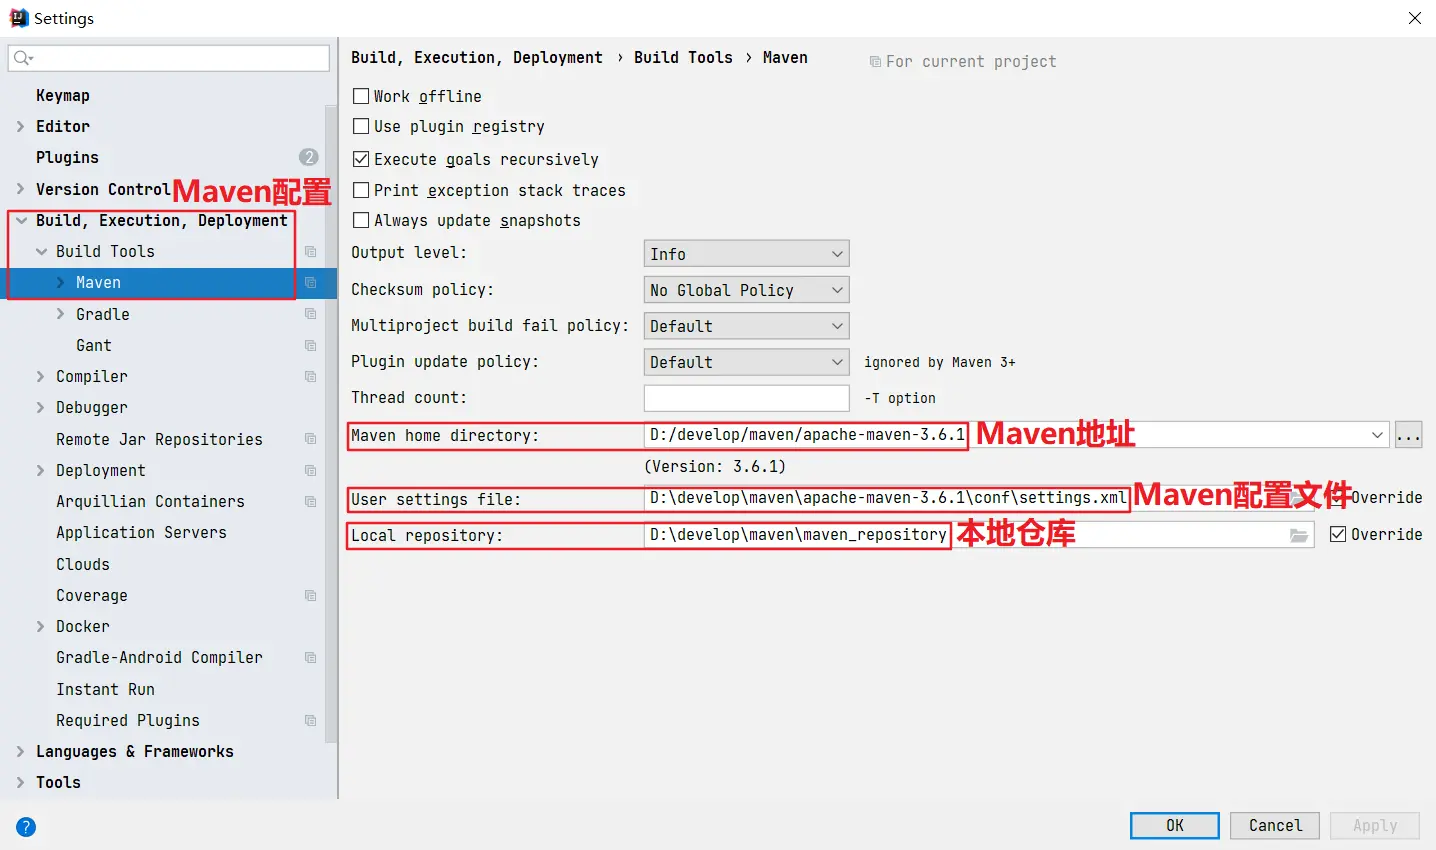 Settings
Build, Execution, Deployment › Build Tools › Maven For current project
Keymap
Editor
Plugins 2
Version Control
Maven配置
Build, Execution, Deployment
Build Tools
Maven
Gradle
Gant
Compiler
Debugger
Remote Jar Repositories
Deployment
Arquillian Containers
Application Servers
Clouds
Coverage
Docker
Gradle-Android Compiler
Instant Run
Required Plugins
Languages & Frameworks
Tools
Work offline
Use plugin registry
Execute goals recursively
Print exception stack traces
Always update snapshots
Output level: Info
Checksum policy: No Global Policy
Multiproject build fail policy: Default
Plugin update policy: Default ignored by Maven 3+
Thread count: -T option
Maven home directory: D:/develop/maven/apache-maven-3.6.1 Maven地址 ...
(Version: 3.6.1)
User settings file: D:\develop\maven\apache-maven-3.6.1\conf\settings.xml Maven配置文件 Override
Local repository: D:\develop\maven\maven_repository 本地仓库 Override
? OK Cancel Apply